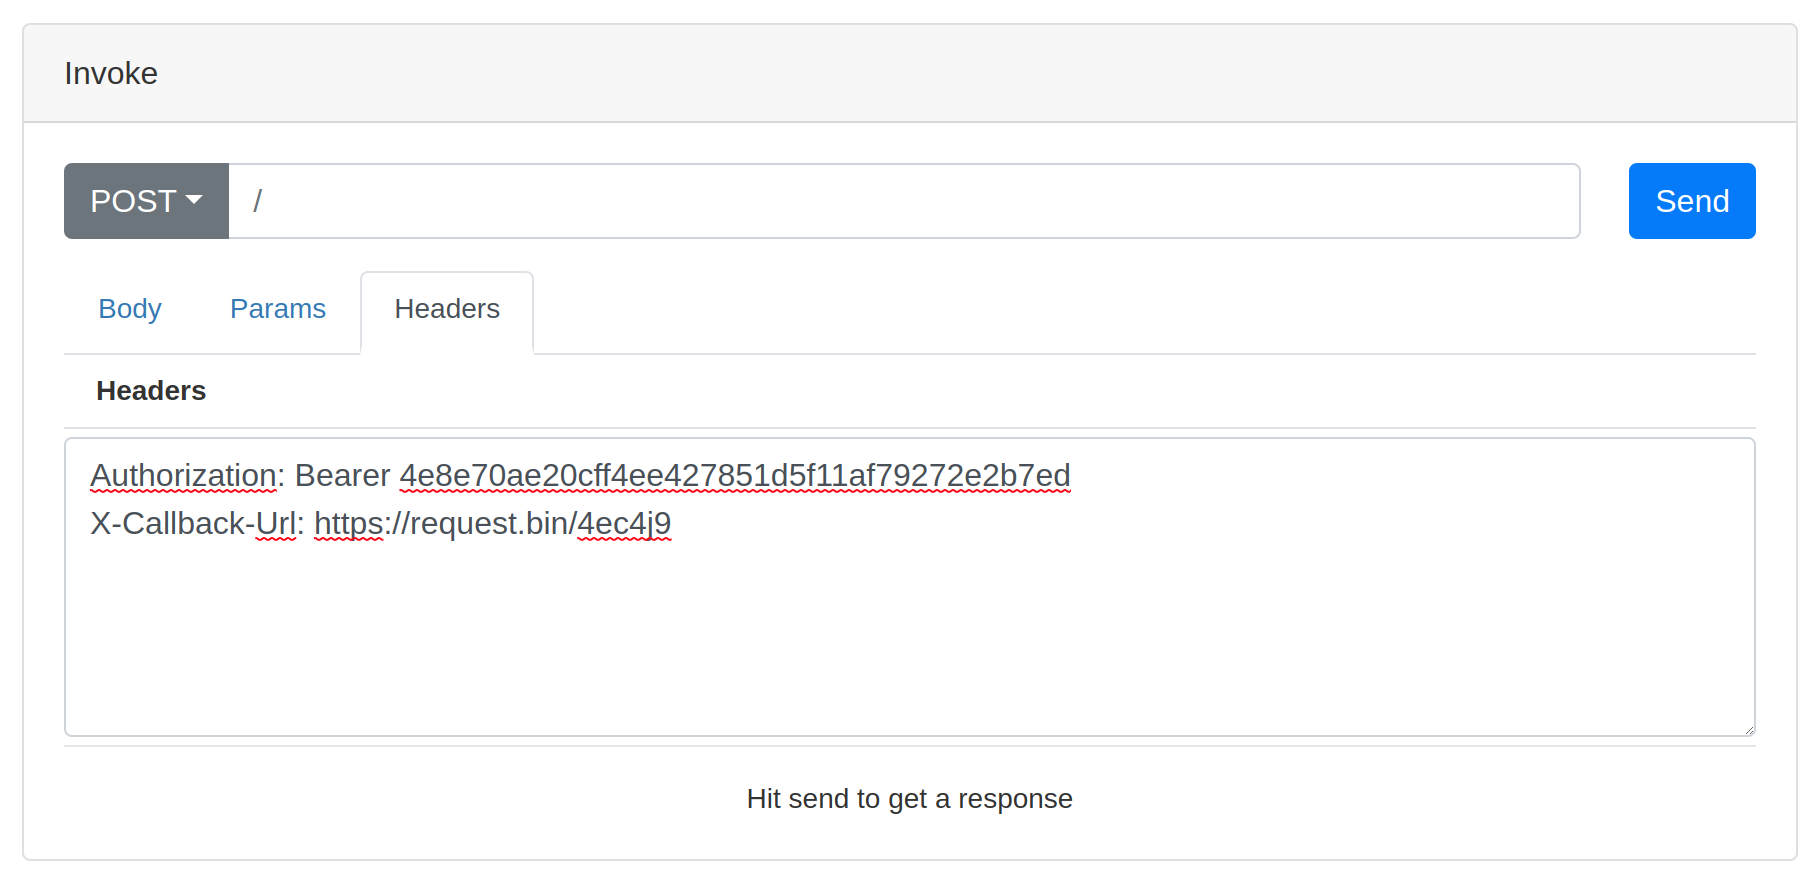 Invoke
POST / Send
Body Params Headers
Headers
Authorization: Bearer 4e8e70ae20cff4ee427851d5f11af79272e2b7ed
X-Callback-Url: https://request.bin/4ec4j9
Hit send to get a response